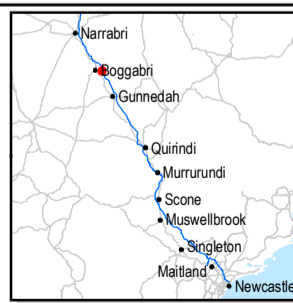 Narrabri
Boggabri
Gunnedah
Quirindi
Murrurundi
Scone
Muswellbrook
Singleton
Maitland
Newcastle